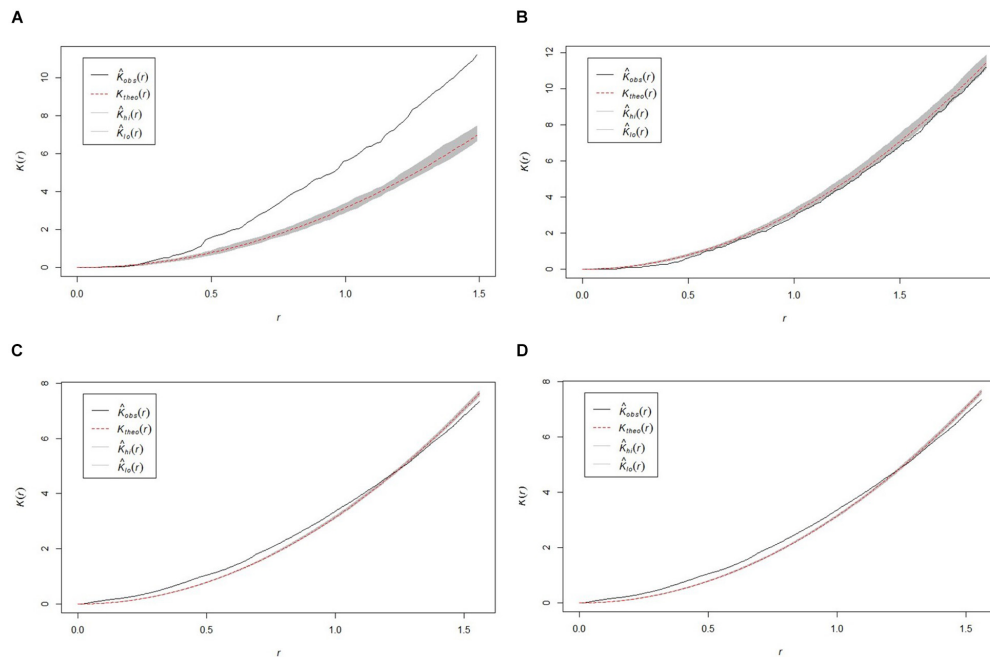 A
K̂obs(r)
Ktheo(r)
K̂hi(r)
K̂lo(r)
K(r)
0 2 4 6 8 10
0.0 0.5 1.0 1.5
r
B
K̂obs(r)
Ktheo(r)
K̂hi(r)
K̂lo(r)
K(r)
0 2 4 6 8 10 12
0.0 0.5 1.0 1.5
r
C
K̂obs(r)
Ktheo(r)
K̂hi(r)
K̂lo(r)
K(r)
0 2 4 6 8
0.0 0.5 1.0 1.5
r
D
K̂obs(r)
Ktheo(r)
K̂hi(r)
K̂lo(r)
K(r)
0 2 4 6 8
0.0 0.5 1.0 1.5
r